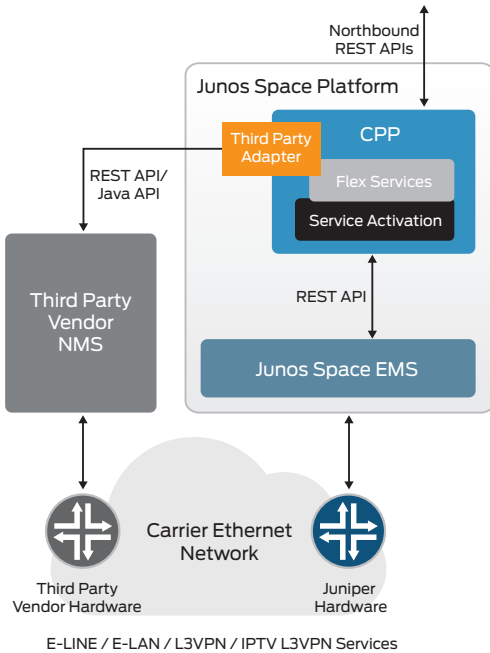 Northbound
REST APIs
Junos Space Platform
CPP
Third Party
Adapter
Flex Services
Service Activation
REST API/
Java API
Third Party
Vendor
NMS
REST API
Junos Space EMS
Carrier Ethernet
Network
Third Party
Vendor Hardware
Juniper
Hardware
E-LINE / E-LAN / L3VPN / IPTV L3VPN Services